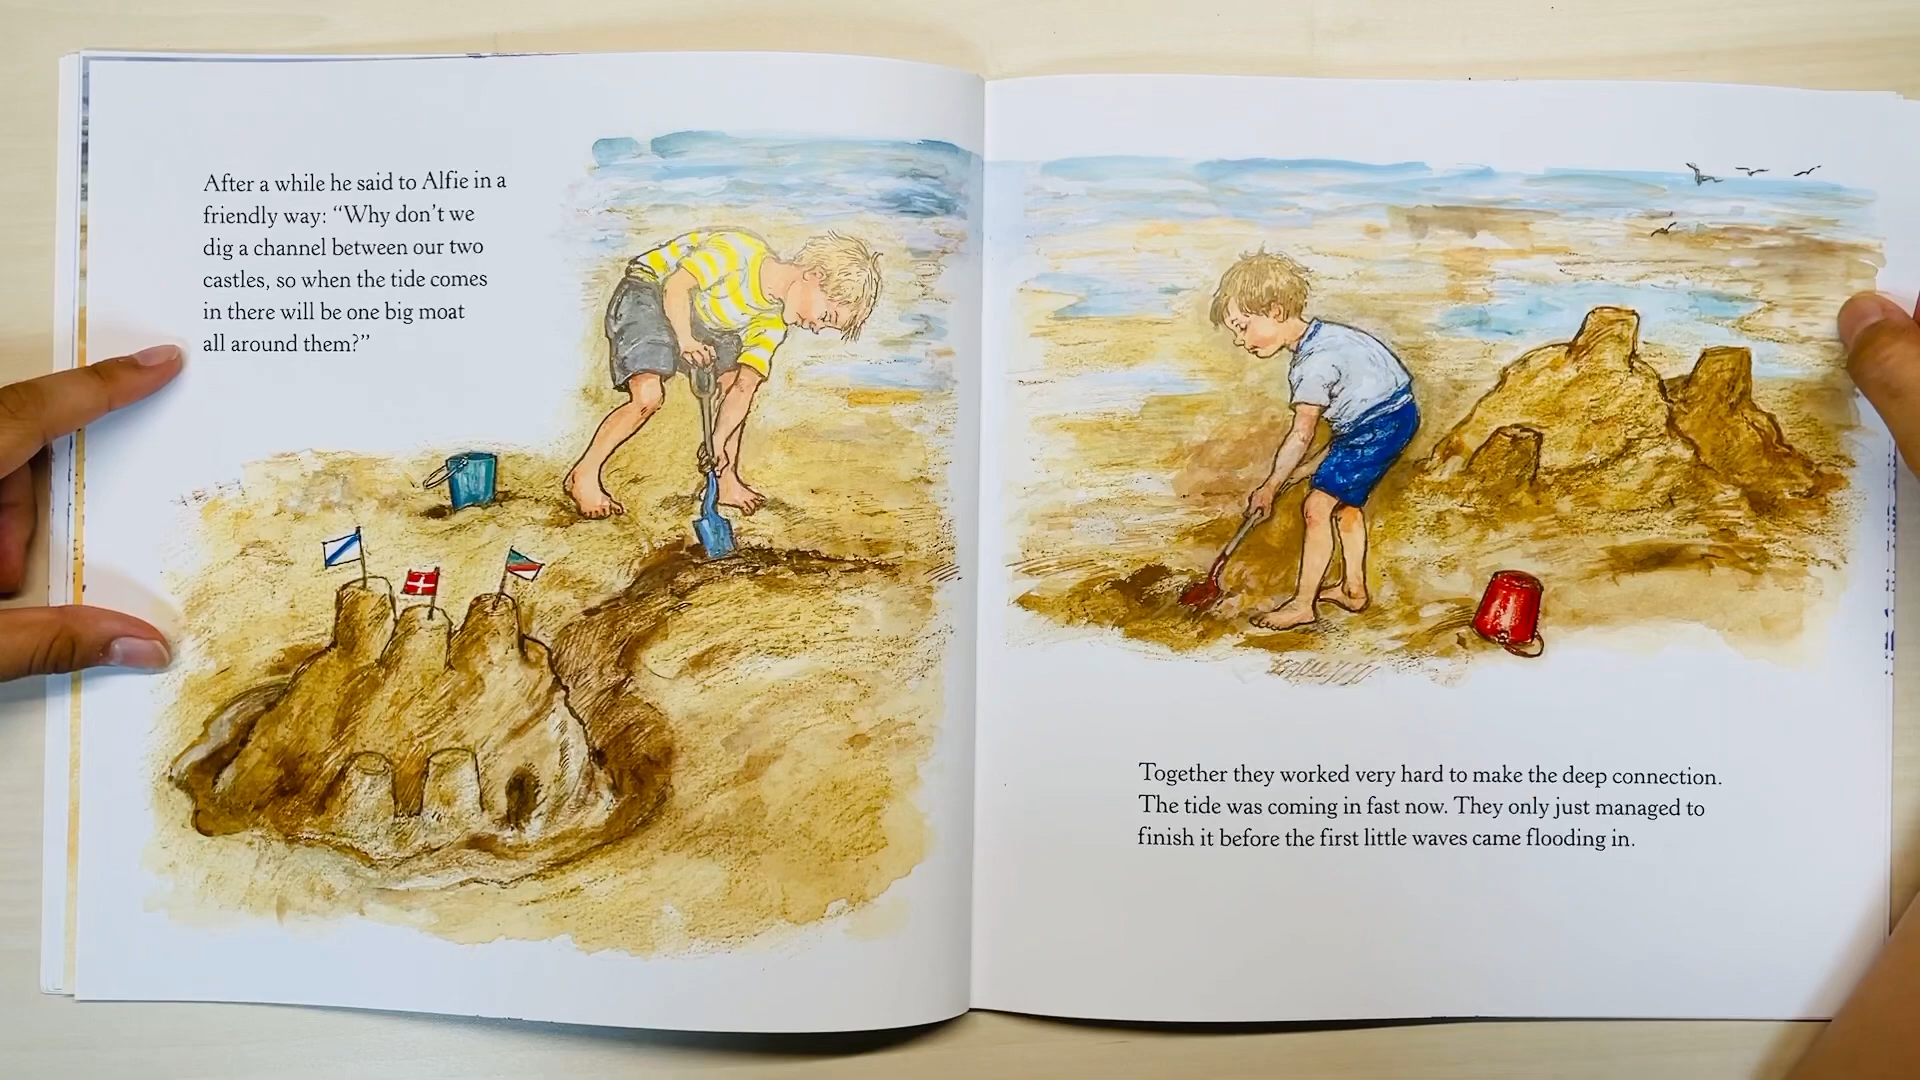 After a while he said to Alfie in a
friendly way: “Why don’t we
dig a channel between our two
castles, so when the tide comes
in there will be one big moat
all around them?”
Together they worked very hard to make the deep connection.
The tide was coming in fast now. They only just managed to
finish it before the first little waves came flooding in.